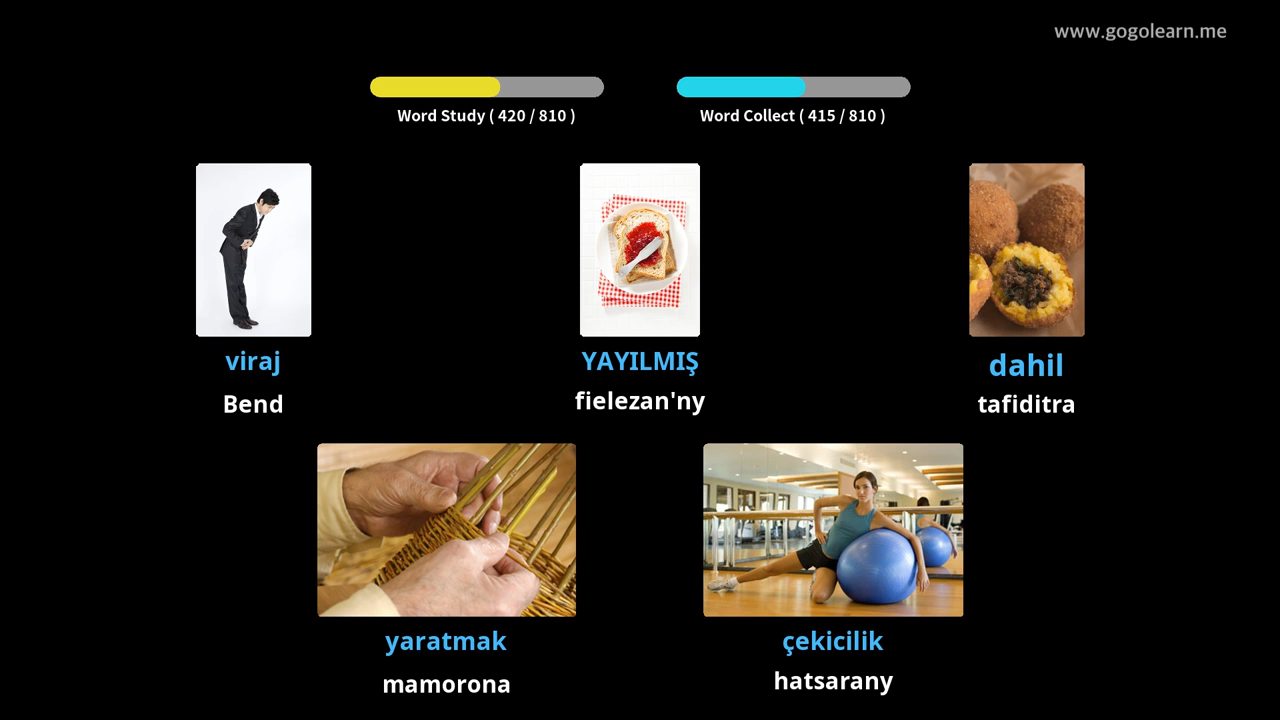 www.gogolearn.me
Word Study ( 420 / 810 )
Word Collect ( 415 / 810 )
viraj
Bend
YAYILMIŞ
fielezan'ny
dahil
tafiditra
yaratmak
mamorona
çekicilik
hatsarany